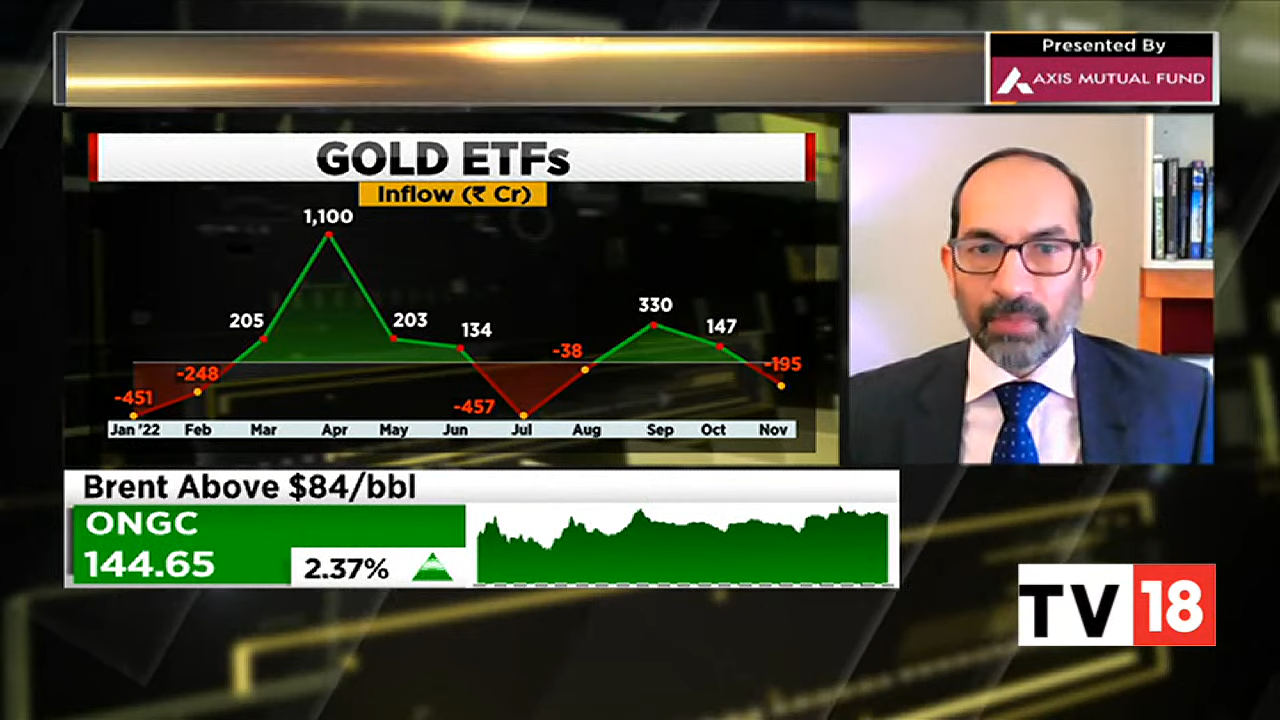 Presented By
AXIS MUTUAL FUND
GOLD ETFs
Inflow (₹ Cr)
1,100
205
203
134
330
147
-38
-195
-248
-451
-457
Jan '22 Feb Mar Apr May Jun Jul Aug Sep Oct Nov
Brent Above $84/bbl
ONGC
144.65
2.37%
TV18